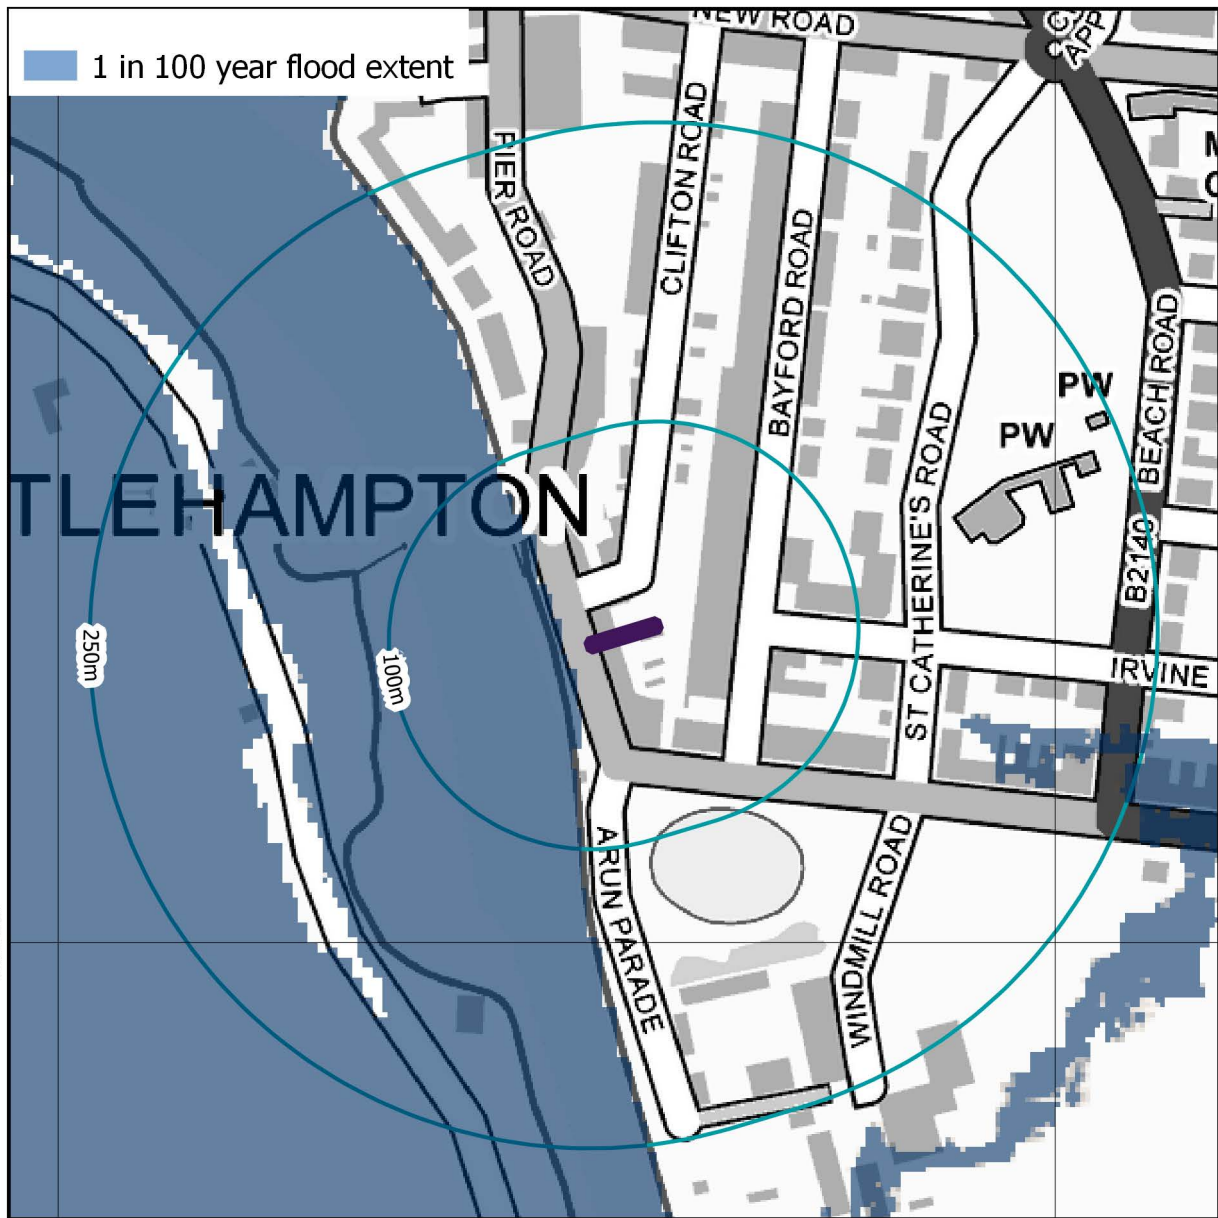 1 in 100 year flood extent
NEW ROAD
APP
PIER ROAD
CLIFTON ROAD
BAYFORD ROAD
ST CATHERINE'S ROAD
BEACH ROAD
B2140
PW
PW
TLEHAMPTON
250m
100m
IRVINE
ARUN PARADE
WINDMILL ROAD